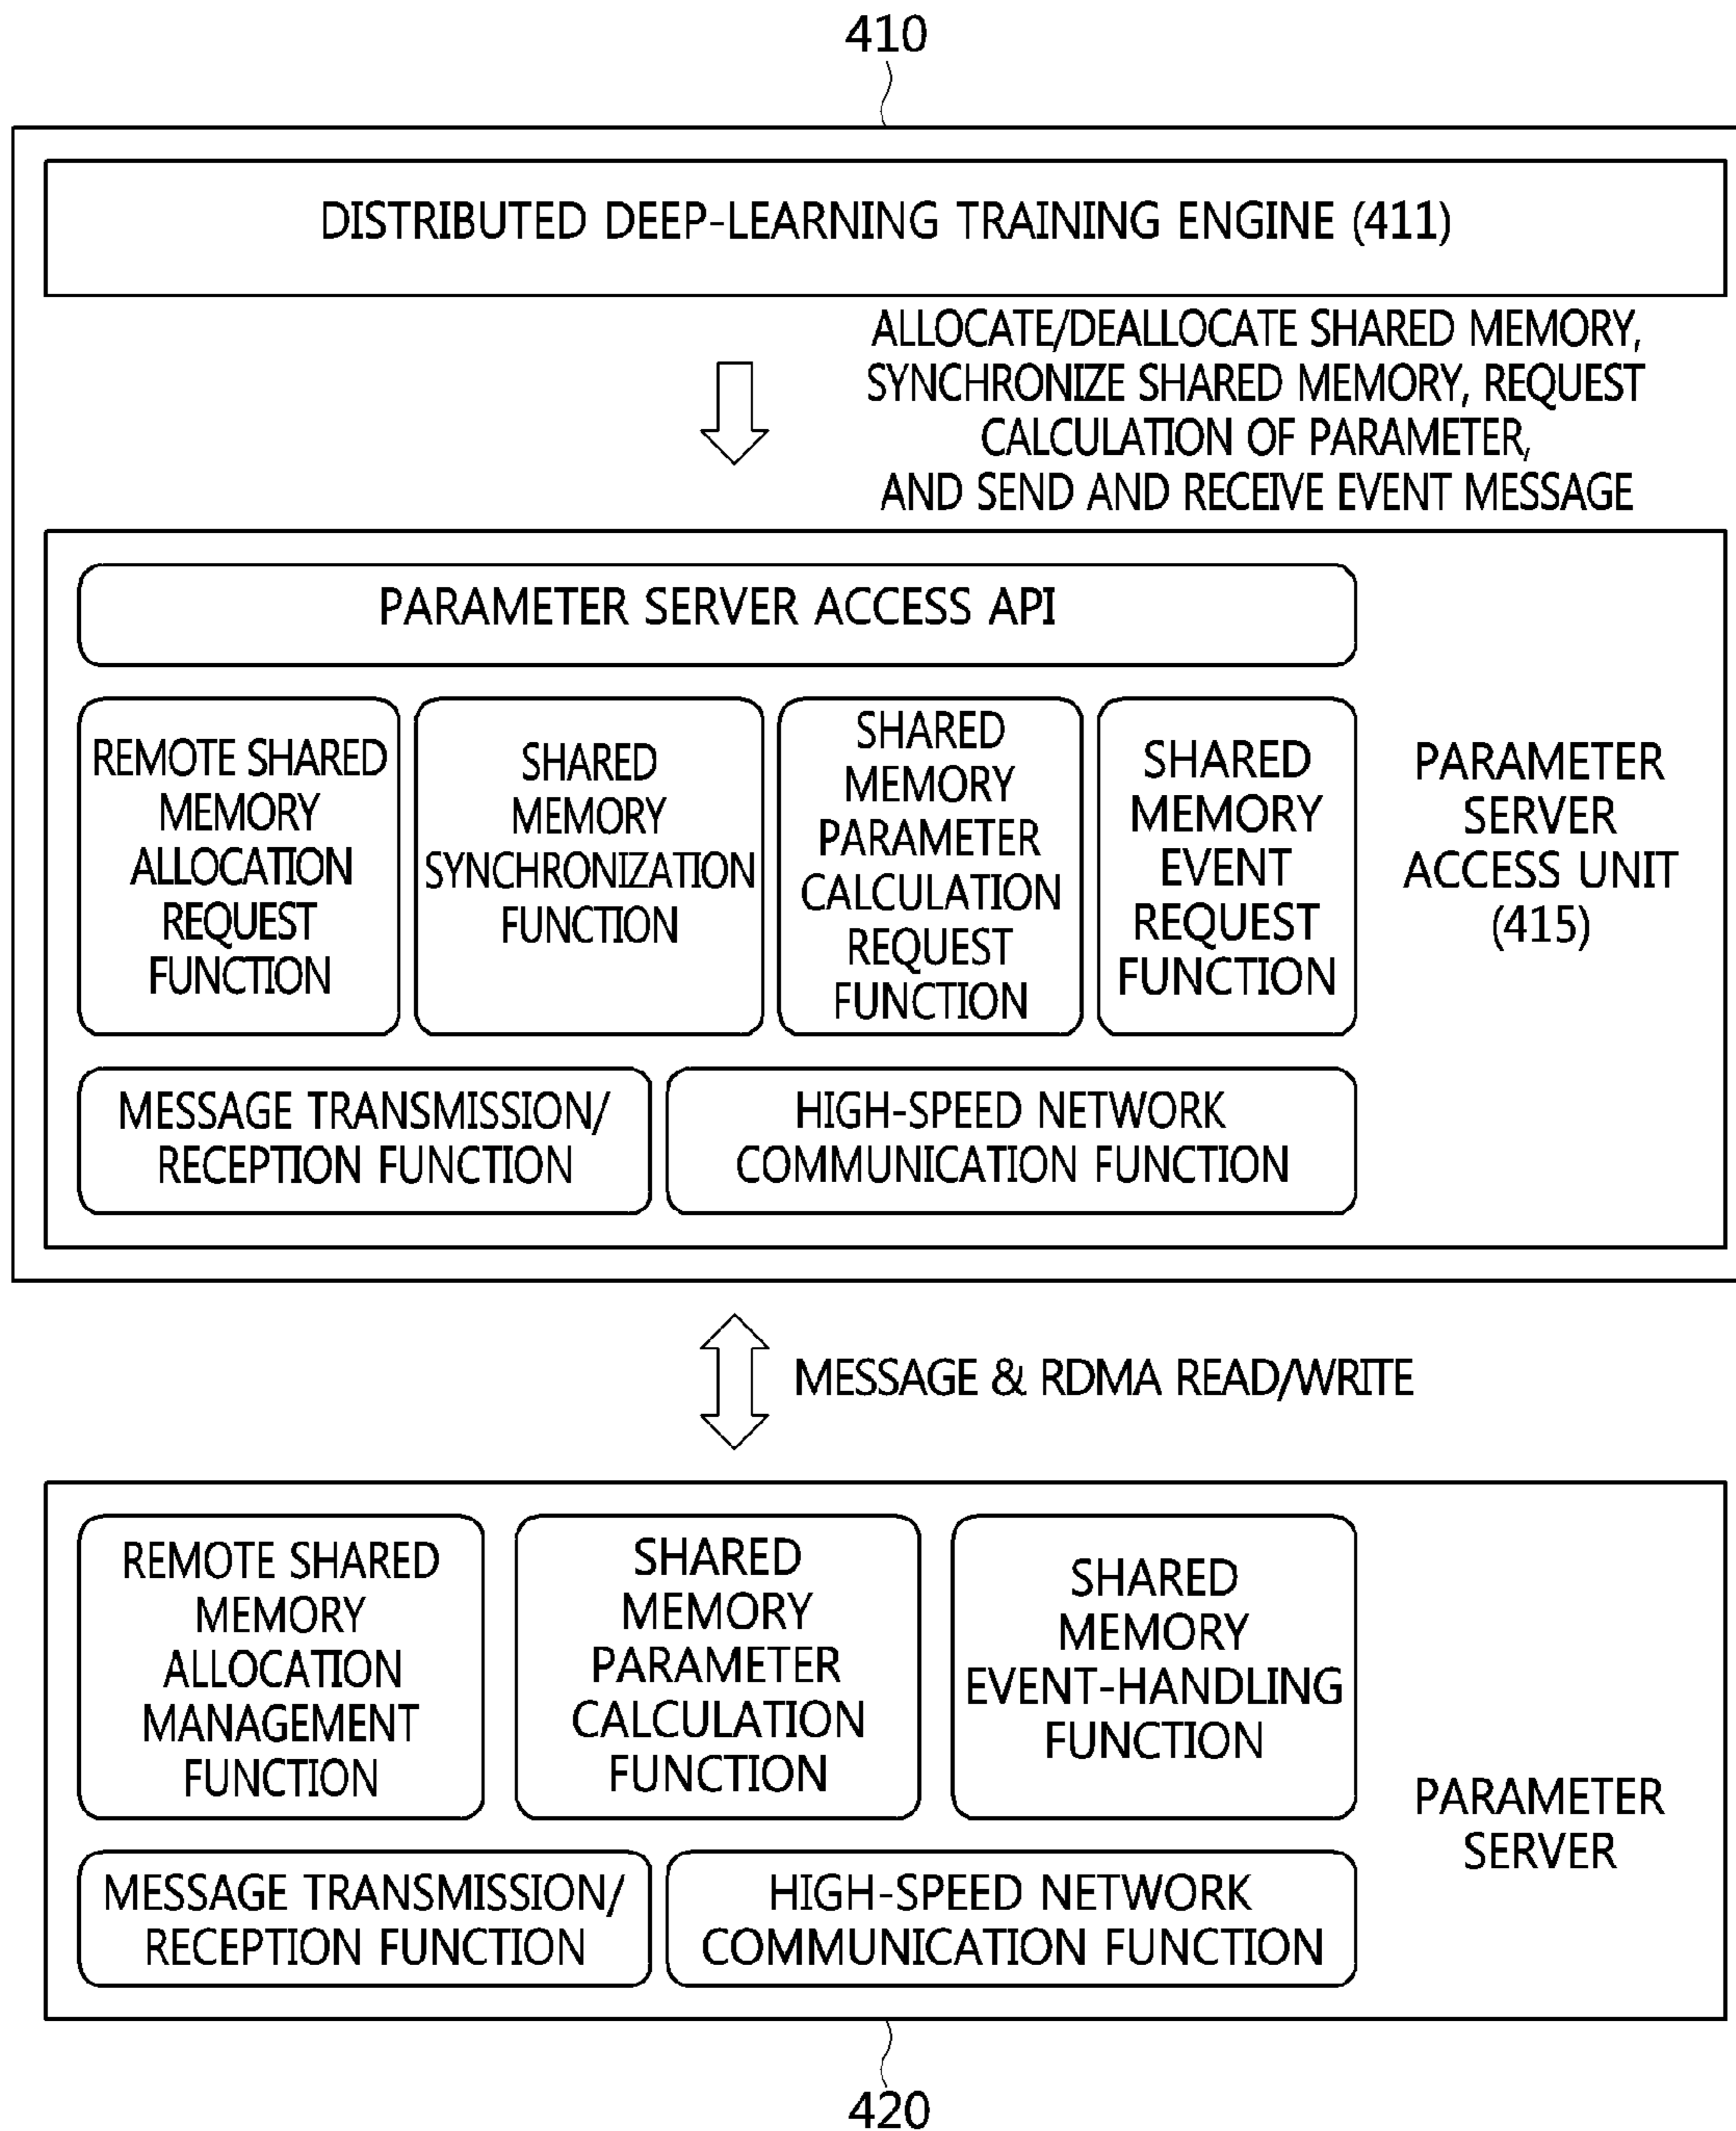 410
DISTRIBUTED DEEP-LEARNING TRAINING ENGINE (411)
ALLOCATE/DEALLOCATE SHARED MEMORY,
SYNCHRONIZE SHARED MEMORY, REQUEST
CALCULATION OF PARAMETER,
AND SEND AND RECEIVE EVENT MESSAGE
PARAMETER SERVER ACCESS API
REMOTE SHARED
MEMORY
ALLOCATION
REQUEST
FUNCTION
SHARED
MEMORY
SYNCHRONIZATION
FUNCTION
SHARED
MEMORY
PARAMETER
CALCULATION
REQUEST
FUNCTION
SHARED
MEMORY
EVENT
REQUEST
FUNCTION
PARAMETER
SERVER
ACCESS UNIT
(415)
MESSAGE TRANSMISSION/
RECEPTION FUNCTION
HIGH-SPEED NETWORK
COMMUNICATION FUNCTION
MESSAGE & RDMA READ/WRITE
REMOTE SHARED
MEMORY
ALLOCATION
MANAGEMENT
FUNCTION
SHARED
MEMORY
PARAMETER
CALCULATION
FUNCTION
SHARED
MEMORY
EVENT-HANDLING
FUNCTION
PARAMETER
SERVER
MESSAGE TRANSMISSION/
RECEPTION FUNCTION
HIGH-SPEED NETWORK
COMMUNICATION FUNCTION
420